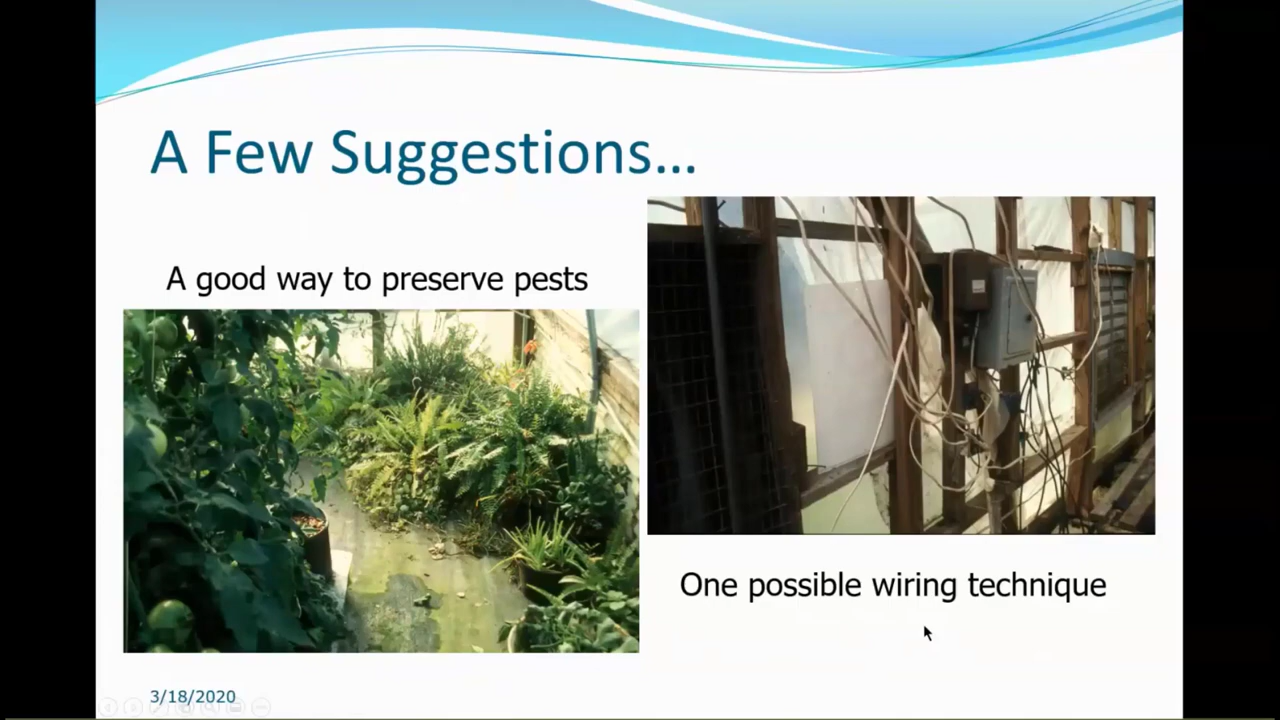 A Few Suggestions...
A good way to preserve pests
One possible wiring technique
3/18/2020